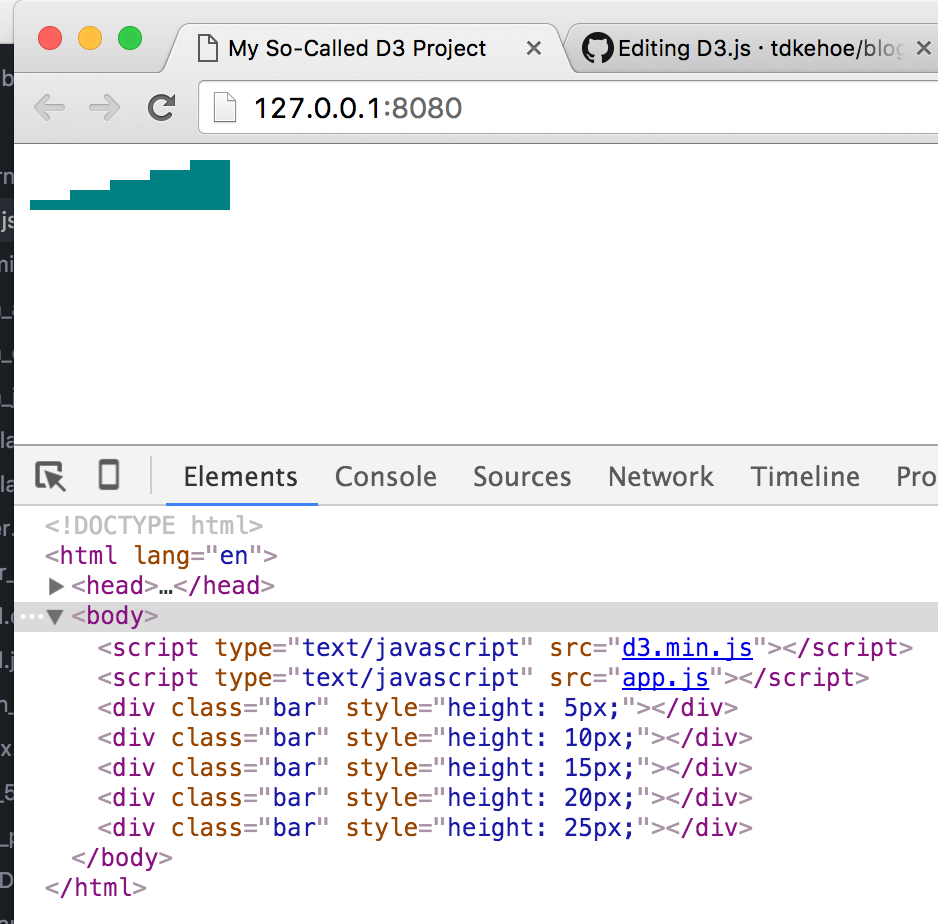 My So-Called D3 Project
Editing D3.js · tdkehoe/blog
127.0.0.1:8080
Elements Console Sources Network Timeline
<!DOCTYPE html>
<html lang="en">
<head>…</head>
<body>
<script type="text/javascript" src="d3.min.js"></script>
<script type="text/javascript" src="app.js"></script>
<div class="bar" style="height: 5px;"></div>
<div class="bar" style="height: 10px;"></div>
<div class="bar" style="height: 15px;"></div>
<div class="bar" style="height: 20px;"></div>
<div class="bar" style="height: 25px;"></div>
</body>
</html>